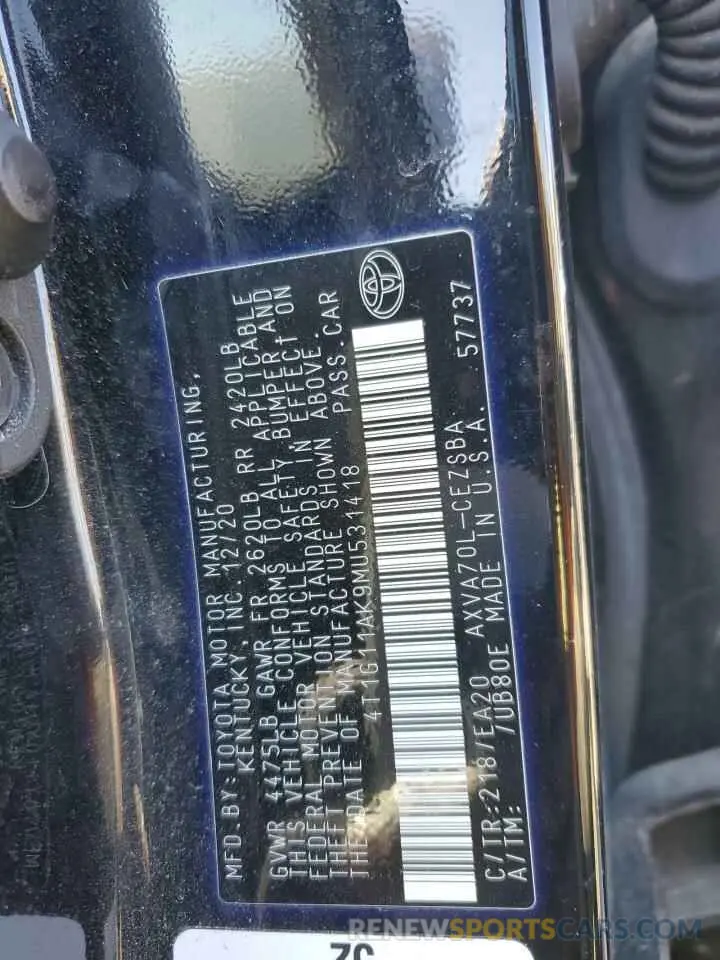 MFD. BY: TOYOTA MOTOR MANUFACTURING,
KENTUCKY, INC. 12/20
GVWR 4475LB GAWR FR 2620LB RR 2420LB
THIS VEHICLE CONFORMS TO ALL APPLICABLE
FEDERAL MOTOR VEHICLE SAFETY, BUMPER, AND
THEFT PREVENTION STANDARDS IN EFFECT ON
THE DATE OF MANUFACTURE SHOWN ABOVE.
4T1G11AK9MU531418 PASS.CAR
C/TR:218/EA20 AXVA70L-CEZSBA 57737
A/TM: /UB80E MADE IN U.S.A.
RENEWSPORTSCARS.COM